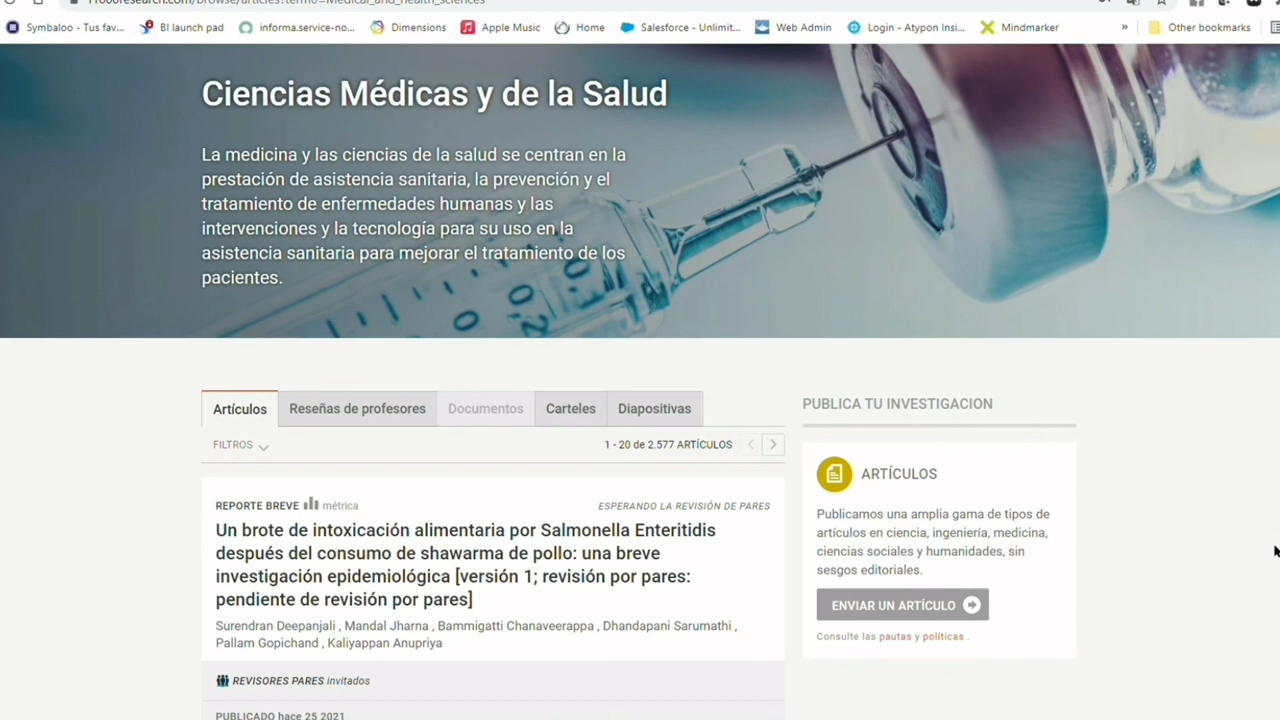 f1000research.com/browse/articles?termo=Medical_and_health_sciences
Symbaloo - Tus fav... BI launch pad informa.service-no... Dimensions Apple Music Home Salesforce - Unlimit... Web Admin Login - Atypon Insi... Mindmarker » Other bookmarks
Ciencias Médicas y de la Salud
La medicina y las ciencias de la salud se centran en la
prestación de asistencia sanitaria, la prevención y el
tratamiento de enfermedades humanas y las
intervenciones y la tecnología para su uso en la
asistencia sanitaria para mejorar el tratamiento de los
pacientes.
Artículos Reseñas de profesores Documentos Carteles Diapositivas
FILTROS 1 - 20 de 2.577 ARTÍCULOS
REPORTE BREVE métrica ESPERANDO LA REVISIÓN DE PARES
Un brote de intoxicación alimentaria por Salmonella Enteritidis
después del consumo de shawarma de pollo: una breve
investigación epidemiológica [versión 1; revisión por pares:
pendiente de revisión por pares]
Surendran Deepanjali , Mandal Jharna , Bammigatti Chanaveerappa , Dhandapani Sarumathi ,
Pallam Gopichand , Kaliyappan Anupriya
REVISORES PARES invitados
PUBLICADO hace 25 2021
PUBLICA TU INVESTIGACION
ARTÍCULOS
Publicamos una amplia gama de tipos de
artículos en ciencia, ingeniería, medicina,
ciencias sociales y humanidades, sin
sesgos editoriales.
ENVIAR UN ARTÍCULO
Consulte las pautas y políticas .